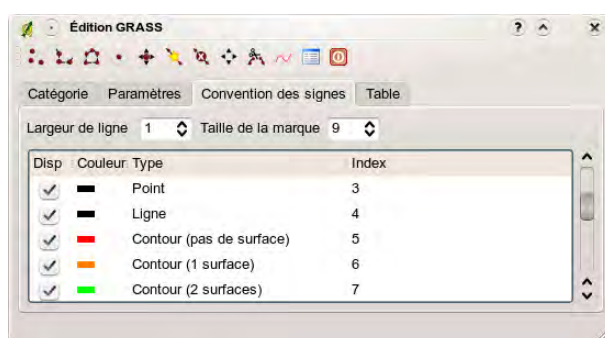 Édition GRASS
Catégorie Paramètres Convention des signes Table
Largeur de ligne 1 Taille de la marque 9
Disp Couleur Type Index
Point 3
Ligne 4
Contour (pas de surface) 5
Contour (1 surface) 6
Contour (2 surfaces) 7